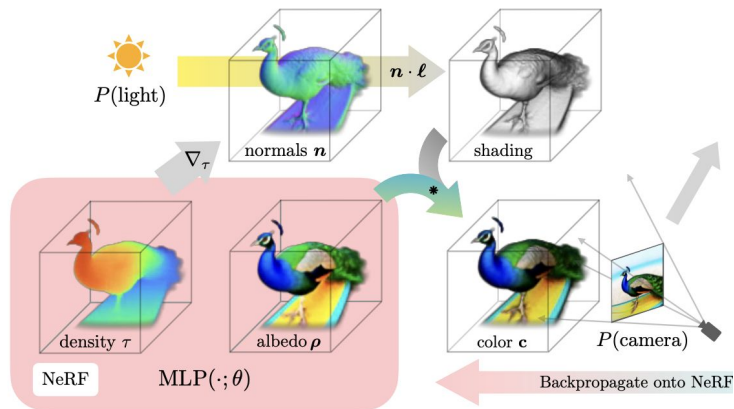 P(light)
n · ℓ
normals n
shading
∇τ
*
density τ
albedo ρ
color c
P(camera)
NeRF
MLP(·; θ)
Backpropagate onto NeRF